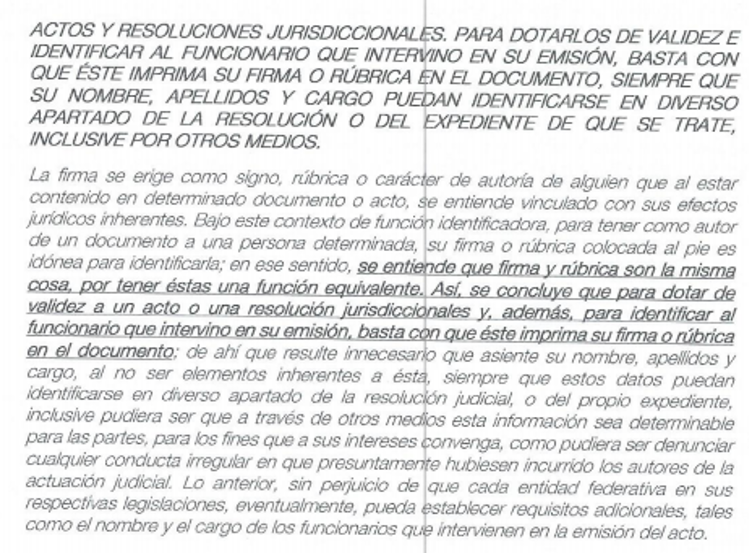 ACTOS Y RESOLUCIONES JURISDICCIONALES. PARA DOTARLOS DE VALIDEZ E
IDENTIFICAR AL FUNCIONARIO QUE INTERVINO EN SU EMISIÓN, BASTA CON
QUE ÉSTE IMPRIMA SU FIRMA O RÚBRICA EN EL DOCUMENTO, SIEMPRE QUE
SU NOMBRE, APELLIDOS Y CARGO PUEDAN IDENTIFICARSE EN DIVERSO
APARTADO DE LA RESOLUCIÓN O DEL EXPEDIENTE DE QUE SE TRATE,
INCLUSIVE POR OTROS MEDIOS.
La firma se erige como signo, rúbrica o carácter de autoría de alguien que al estar
contenido en determinado documento o acto, se entiende vinculado con sus efectos
jurídicos inherentes. Bajo este contexto de función identificadora, para tener como autor
de un documento a una persona determinada, su firma o rúbrica colocada al pie es
idónea para identificarla; en ese sentido, se entiende que firma y rúbrica son la misma
cosa, por tener éstas una función equivalente. Así, se concluye que para dotar de
validez a un acto o una resolución jurisdiccionales y, además, para identificar al
funcionario que intervino en su emisión, basta con que éste imprima su firma o rúbrica
en el documento; de ahí que resulte innecesario que asiente su nombre, apellidos y
cargo, al no ser elementos inherentes a ésta, siempre que estos datos puedan
identificarse en diverso apartado de la resolución judicial, o del propio expediente,
inclusive pudiera ser que a través de otros medios esta información sea determinable
para las partes, para los fines que a sus intereses convenga, como pudiera ser denunciar
cualquier conducta irregular en que presuntamente hubiesen incurrido los autores de la
actuación judicial. Lo anterior, sin perjuicio de que cada entidad federativa en sus
respectivas legislaciones, eventualmente, pueda establecer requisitos adicionales, tales
como el nombre y el cargo de los funcionarios que intervienen en la emisión del acto.